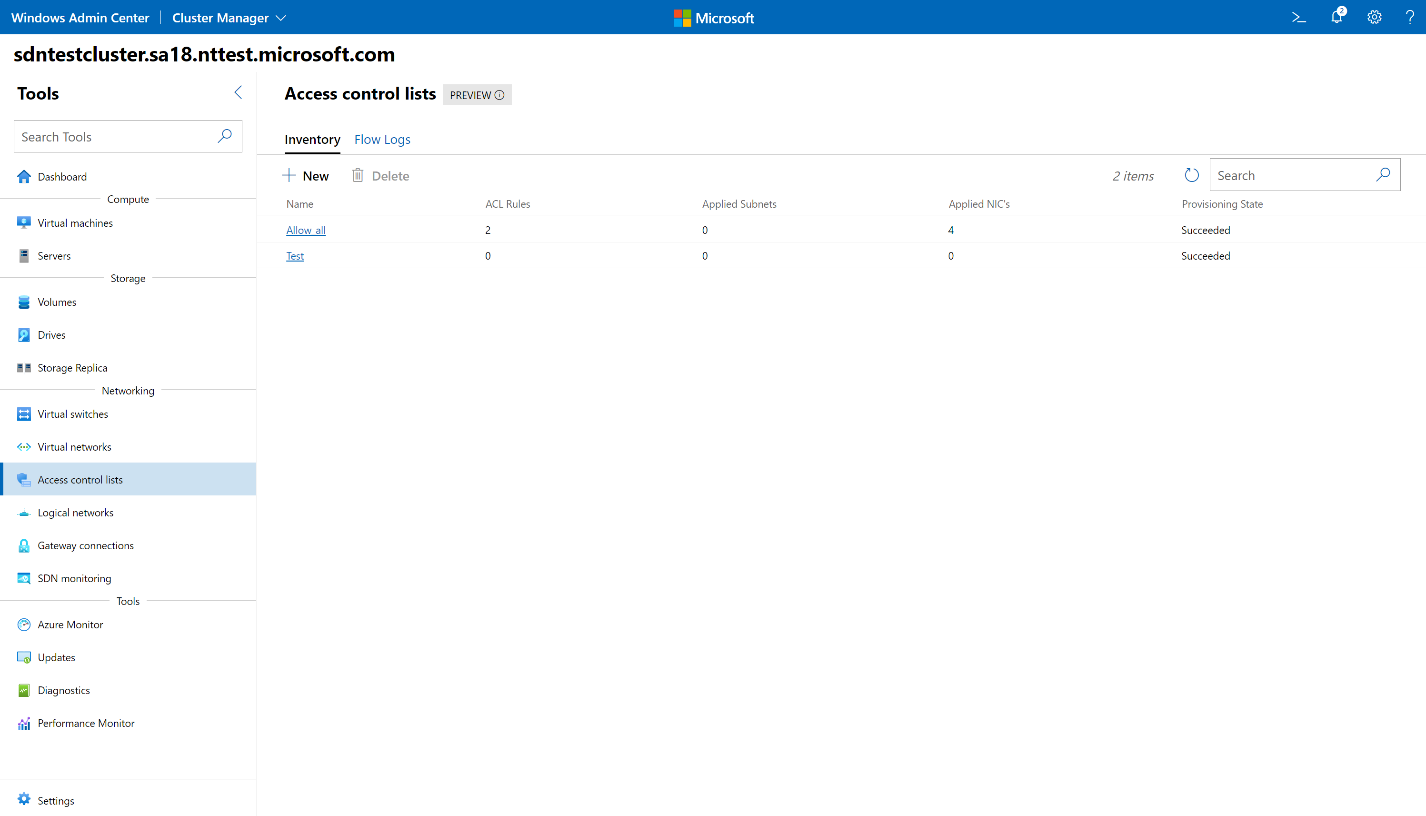 Windows Admin Center | Cluster Manager
Microsoft
2
sdntestcluster.sa18.nttest.microsoft.com
Tools
Search Tools
Dashboard
Compute
Virtual machines
Servers
Storage
Volumes
Drives
Storage Replica
Networking
Virtual switches
Virtual networks
Access control lists
Logical networks
Gateway connections
SDN monitoring
Tools
Azure Monitor
Updates
Diagnostics
Performance Monitor
Settings
Access control lists PREVIEW
Inventory Flow Logs
New Delete 2 items Search
Name ACL Rules Applied Subnets Applied NIC's Provisioning State
Allow_all 2 0 4 Succeeded
Test 0 0 0 Succeeded